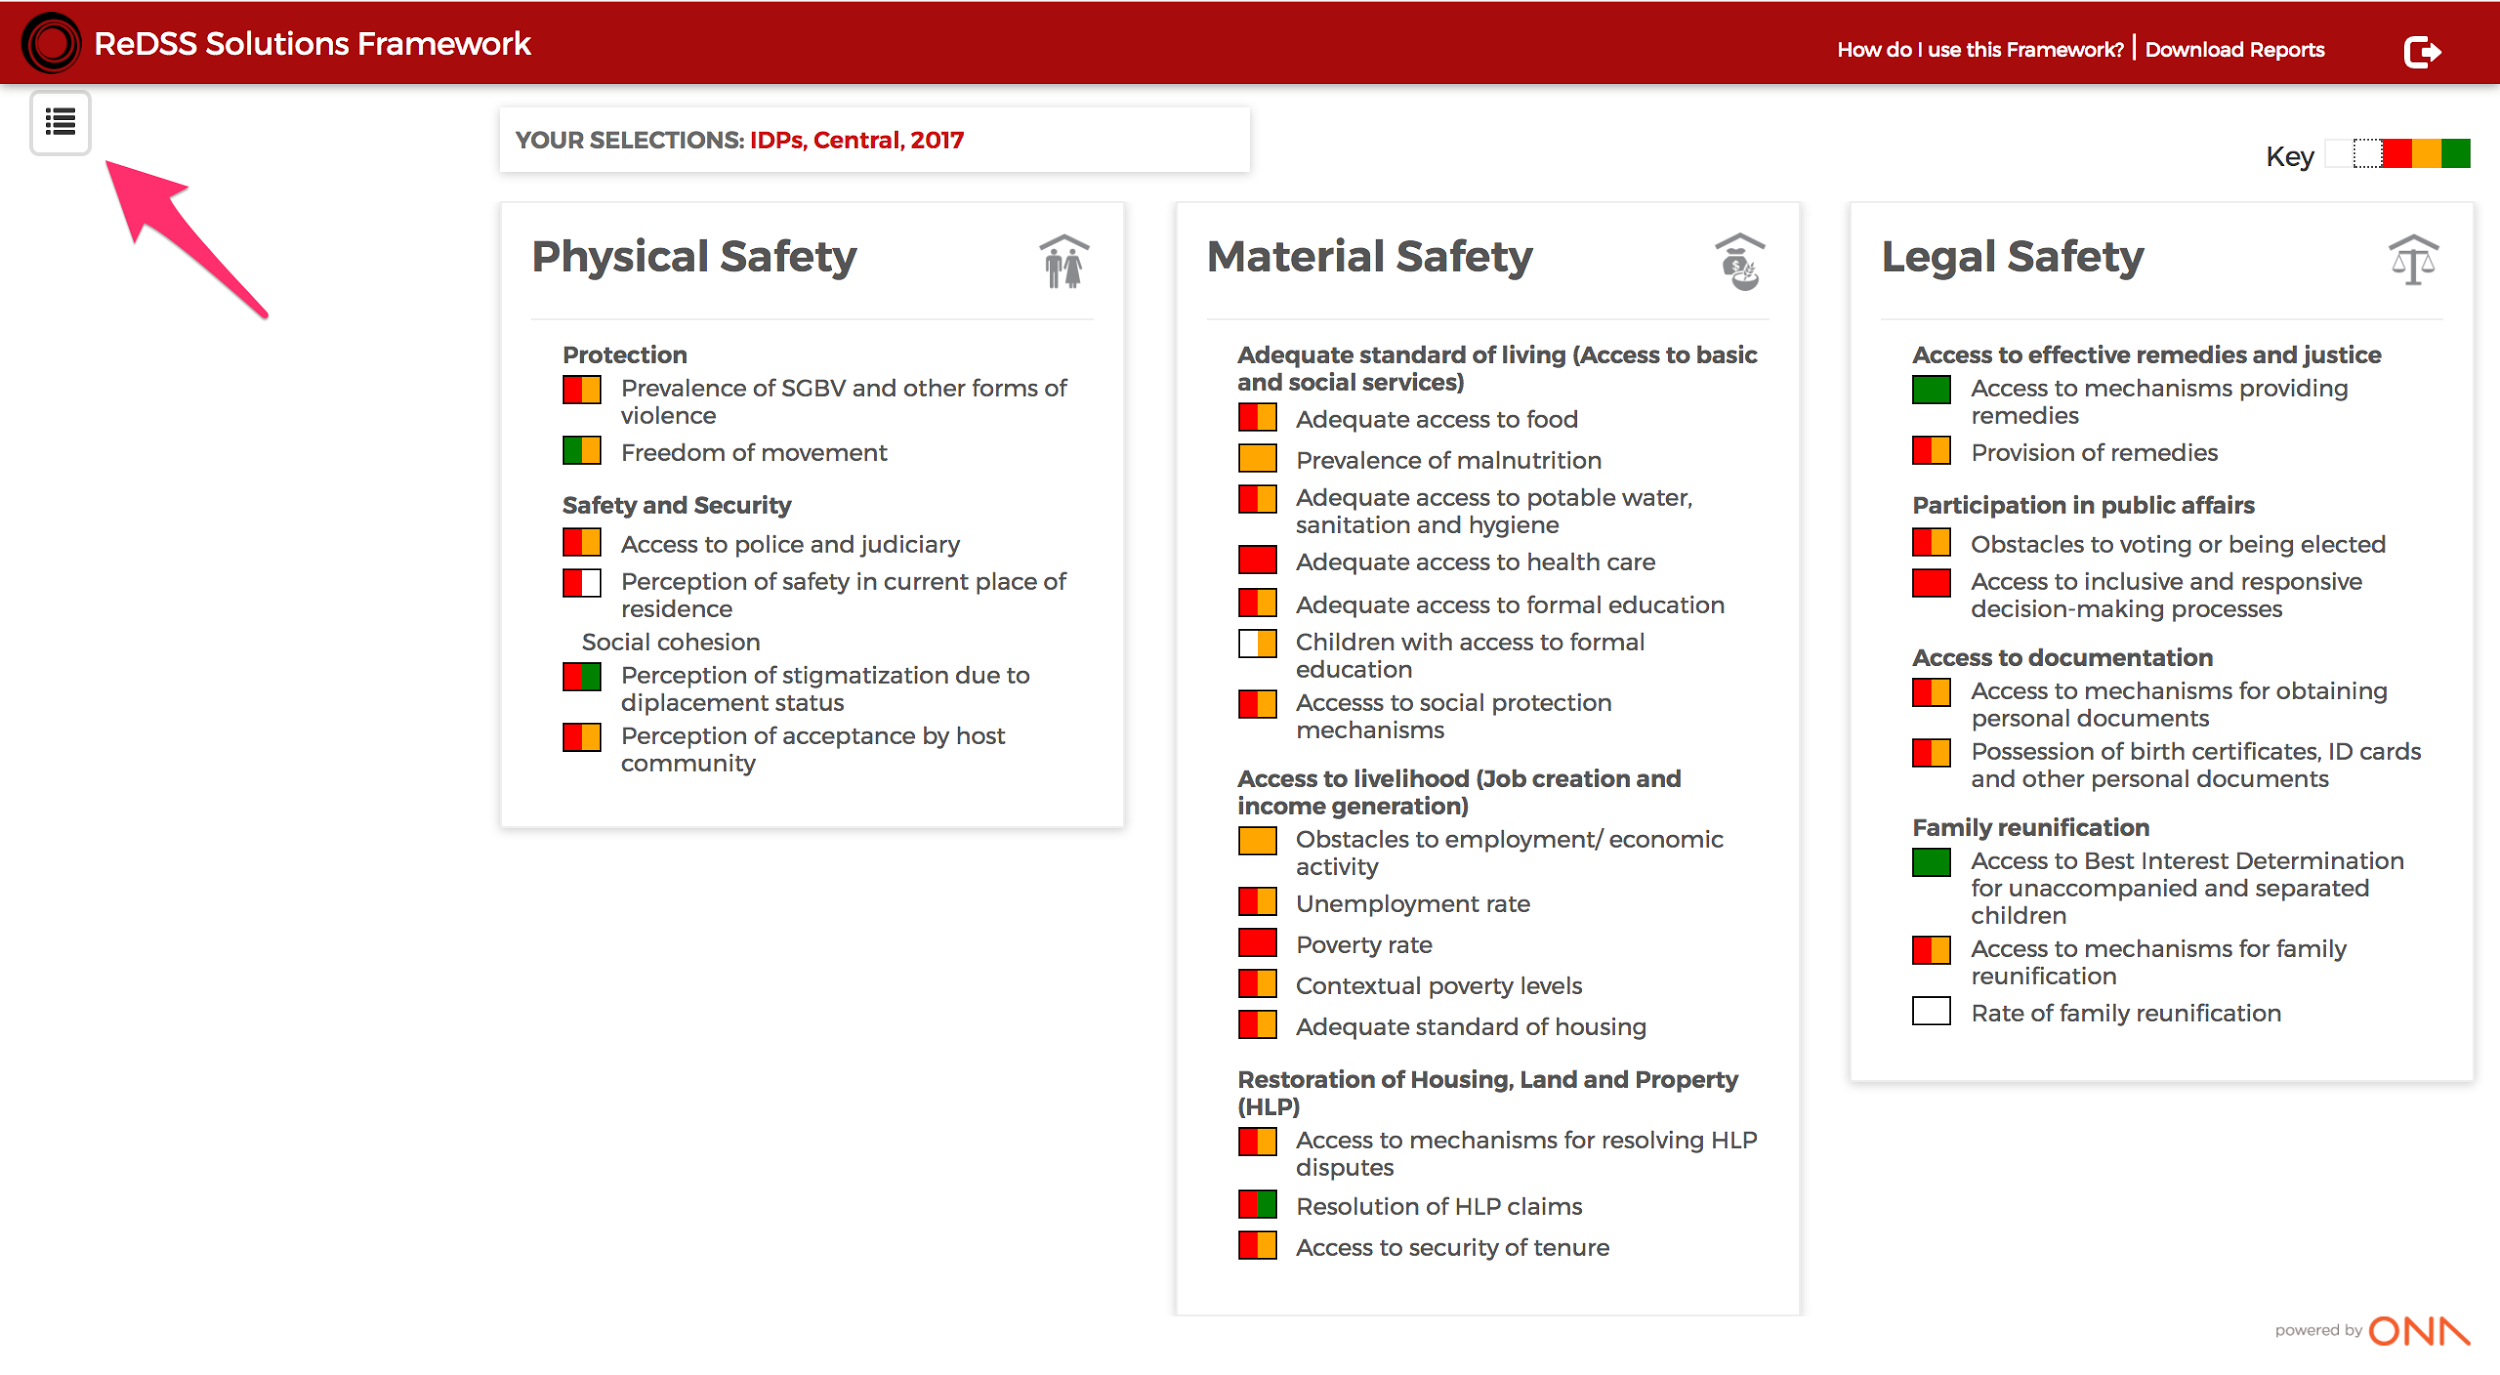 ReDSS Solutions Framework
How do I use this Framework? | Download Reports
YOUR SELECTIONS: IDPs, Central, 2017
Key
Physical Safety
Protection
Prevalence of SGBV and other forms of
violence
Freedom of movement
Safety and Security
Access to police and judiciary
Perception of safety in current place of
residence
Social cohesion
Perception of stigmatization due to
diplacement status
Perception of acceptance by host
community
Material Safety
Adequate standard of living (Access to basic
and social services)
Adequate access to food
Prevalence of malnutrition
Adequate access to potable water,
sanitation and hygiene
Adequate access to health care
Adequate access to formal education
Children with access to formal
education
Accesss to social protection
mechanisms
Access to livelihood (Job creation and
income generation)
Obstacles to employment/ economic
activity
Unemployment rate
Poverty rate
Contextual poverty levels
Adequate standard of housing
Restoration of Housing, Land and Property
(HLP)
Access to mechanisms for resolving HLP
disputes
Resolution of HLP claims
Access to security of tenure
Legal Safety
Access to effective remedies and justice
Access to mechanisms providing
remedies
Provision of remedies
Participation in public affairs
Obstacles to voting or being elected
Access to inclusive and responsive
decision-making processes
Access to documentation
Access to mechanisms for obtaining
personal documents
Possession of birth certificates, ID cards
and other personal documents
Family reunification
Access to Best Interest Determination
for unaccompanied and separated
children
Access to mechanisms for family
reunification
Rate of family reunification
powered by ONA